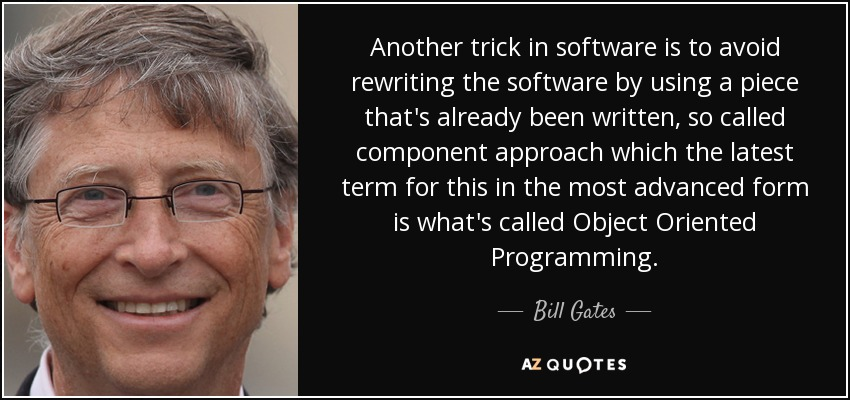 Another trick in software is to avoid
rewriting the software by using a piece
that's already been written, so called
component approach which the latest
term for this in the most advanced form
is what's called Object Oriented
Programming.
Bill Gates
AZ QUOTES